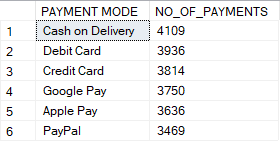 PAYMENT MODE NO_OF_PAYMENTS
1 Cash on Delivery 4109
2 Debit Card 3936
3 Credit Card 3814
4 Google Pay 3750
5 Apple Pay 3636
6 PayPal 3469